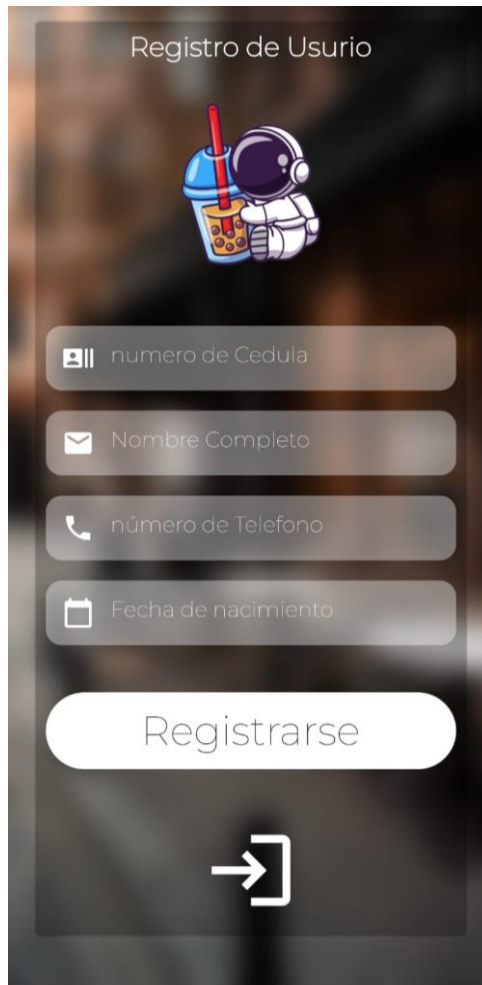 Registro de Usurio
numero de Cedula
Nombre Completo
número de Telefono
Fecha de nacimiento
Registrarse